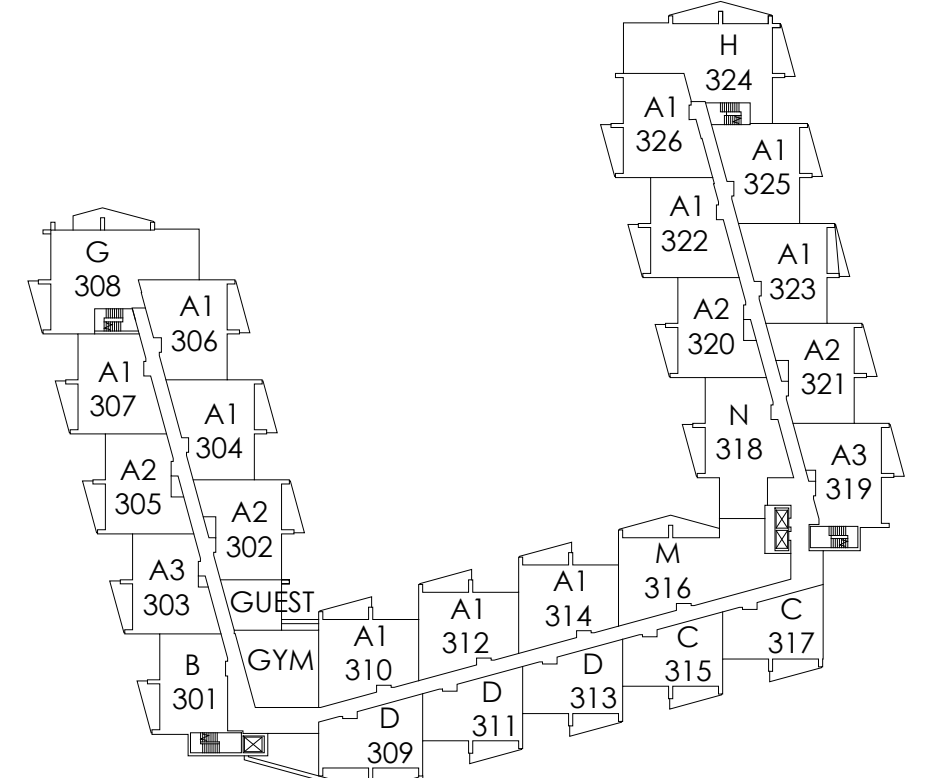 H
324
A1
326
A1
325
A1
322
A1
323
G
308
A1
306
A2
320
A2
321
A1
307
A1
304
N
318
A3
319
A2
305
A2
302
A3
303
GUEST
M
316
A1
314
A1
312
A1
310
C
317
C
315
D
313
D
311
D
309
GYM
B
301